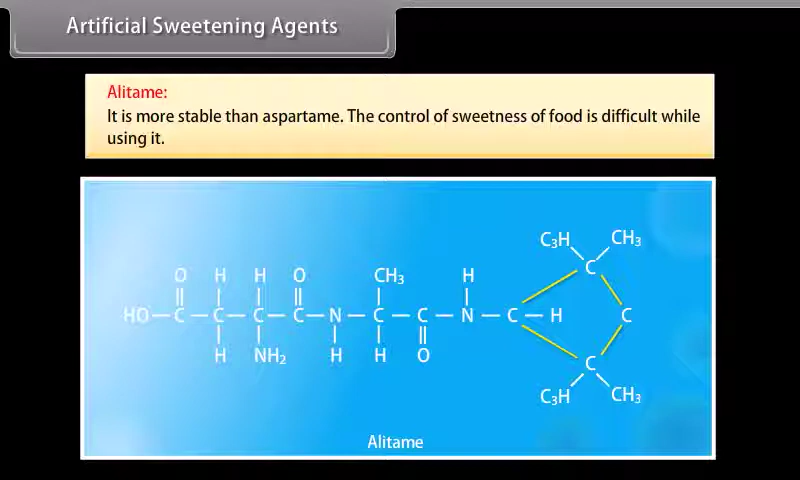 Artificial Sweetening Agents
Alitame:
It is more stable than aspartame. The control of sweetness of food is difficult while
using it.
C₃H CH₃
O H H O CH₃ H C
HO C C C C N C C N C H C
H NH₂ H H O C
C₃H CH₃
Alitame